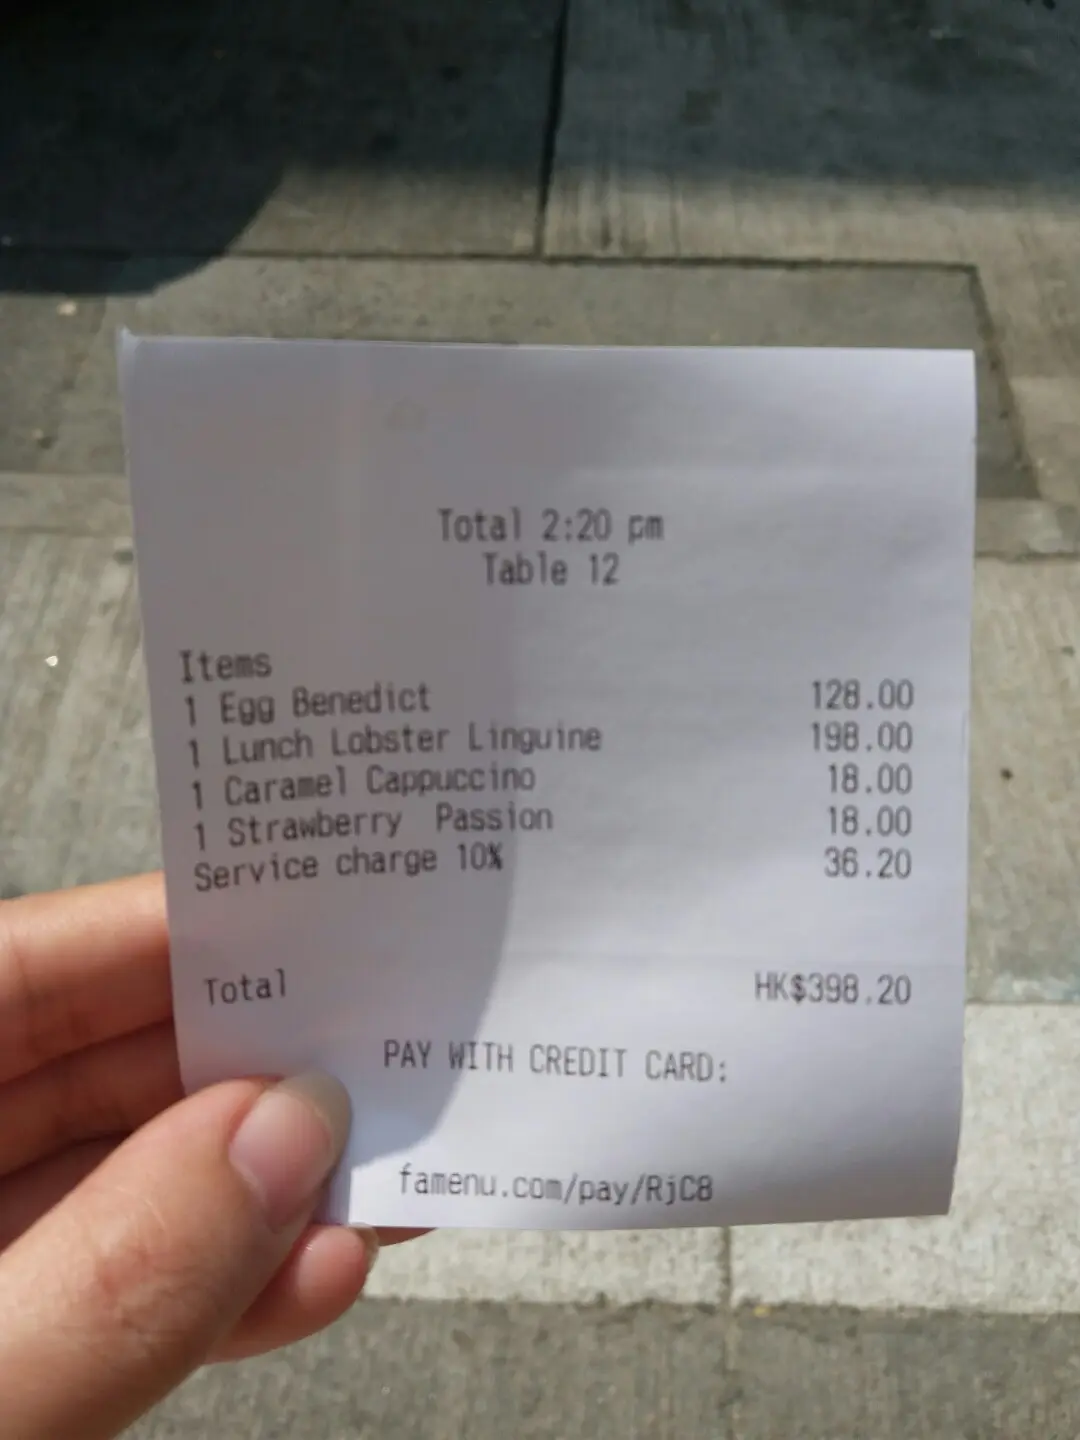 Total 2:20 pm
Table 12
Items
1 Egg Benedict 128.00
1 Lunch Lobster Linguine 198.00
1 Caramel Cappuccino 18.00
1 Strawberry Passion 18.00
Service charge 10% 36.20
Total HK$398.20
PAY WITH CREDIT CARD:
famenu.com/pay/RjC8